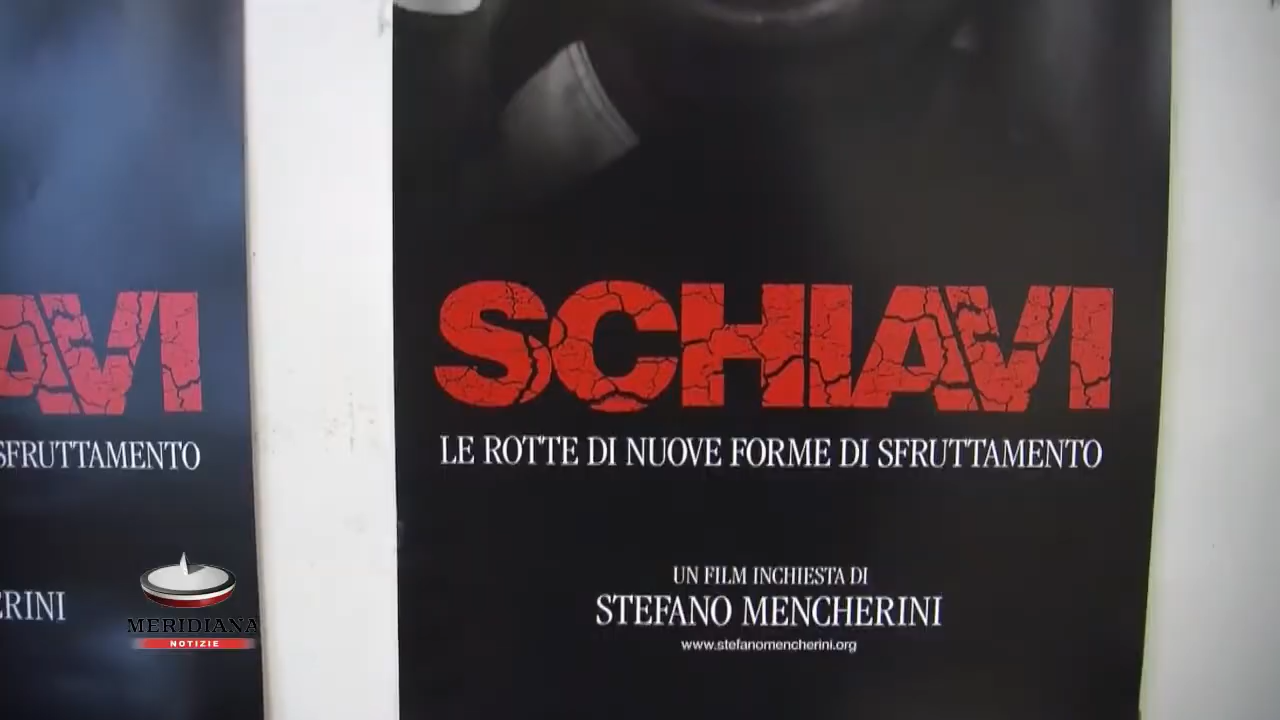 AVI
SFRUTTAMENTO
ERINI
SCHIAVI
LE ROTTE DI NUOVE FORME DI SFRUTTAMENTO
UN FILM INCHIESTA DI
STEFANO MENCHERINI
www.stefanomencherini.org
MERIDIANA
NOTIZIE